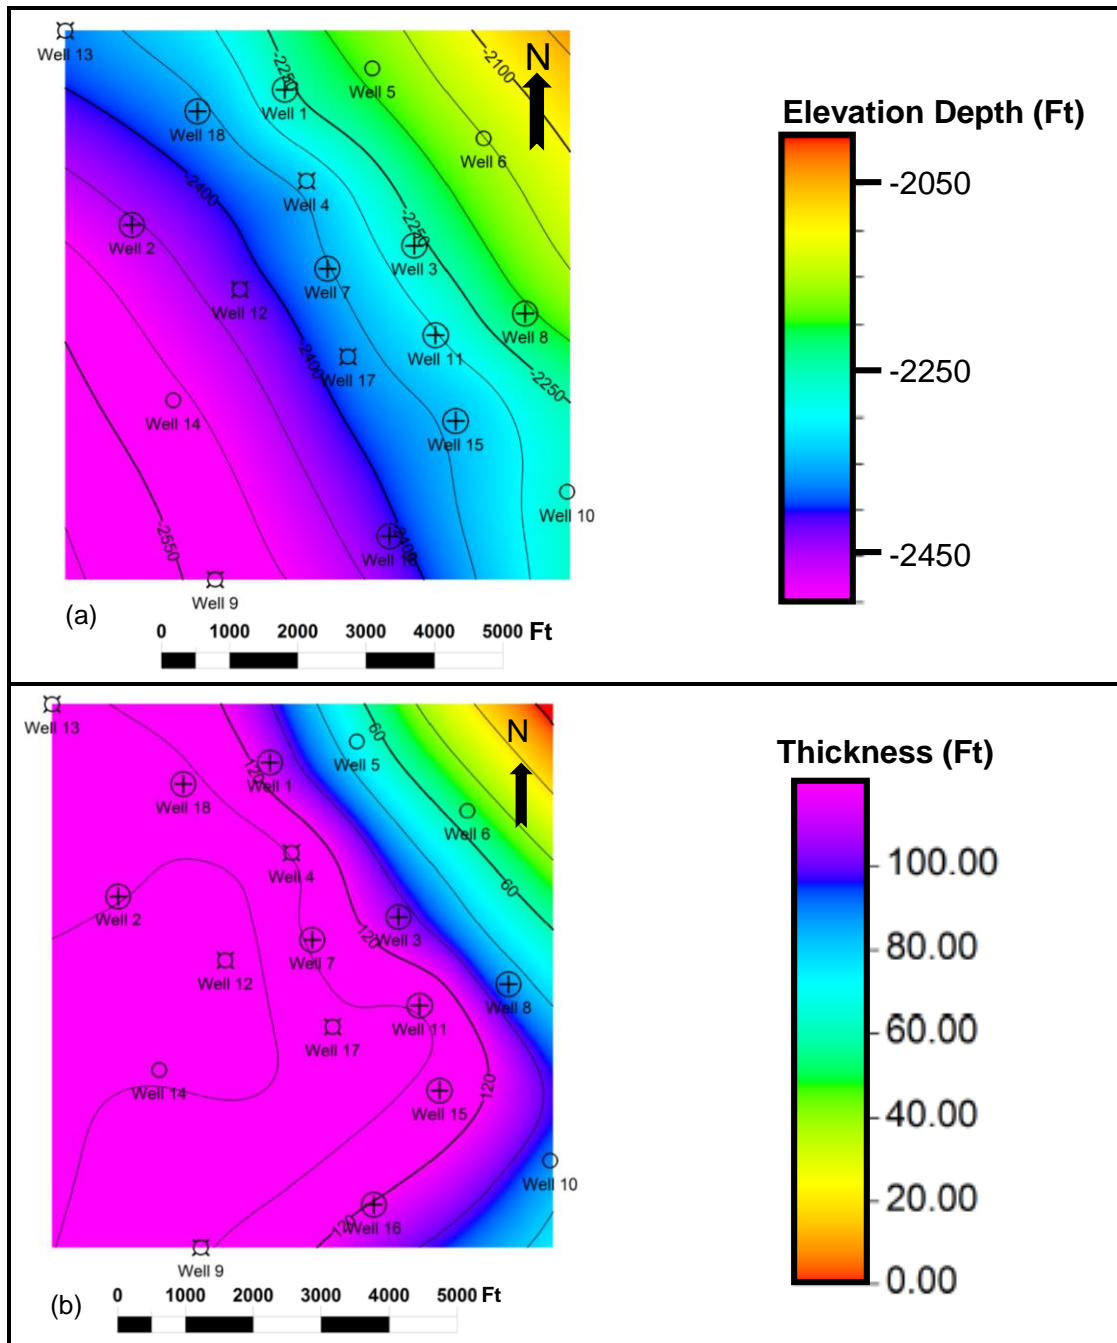 Well 13
-2250
N
-2100
Well 5
Well 1
Well 18
Well 6
-2400
Well 4
Well 2
-2250
Well 3
Well 7
Well 12
Well 8
Well 11
-2400
Well 17
-2250
Well 14
Well 15
Well 10
-2550
-2400
Well 16
Well 9
(a)
0 1000 2000 3000 4000 5000 Ft
Elevation Depth (Ft)
-2050
-2250
-2450
Well 13
N
60
Well 5
120
Well 1
Well 18
Well 6
Well 4
60
Well 2
Well 3
120
Well 7
Well 12
Well 8
Well 11
Well 17
Well 14
120
Well 15
Well 10
120
Well 16
Well 9
(b)
0 1000 2000 3000 4000 5000 Ft
Thickness (Ft)
100.00
80.00
60.00
40.00
20.00
0.00